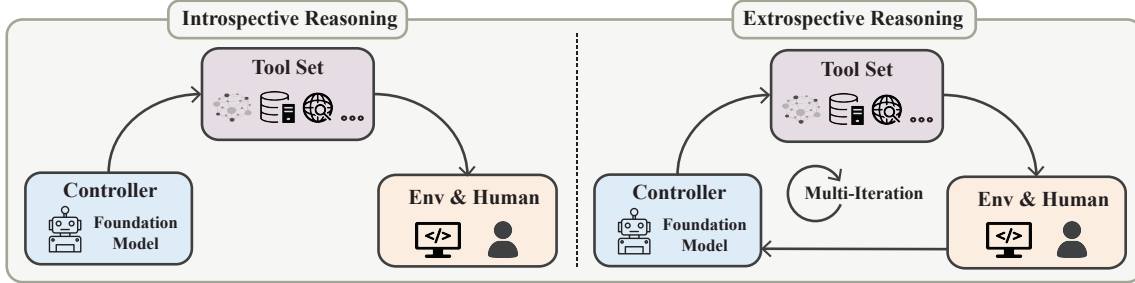 Introspective Reasoning
Tool Set
Controller
Foundation
Model
Env & Human
</>
Extrospective Reasoning
Tool Set
Controller
Foundation
Model
Multi-Iteration
Env & Human
</>